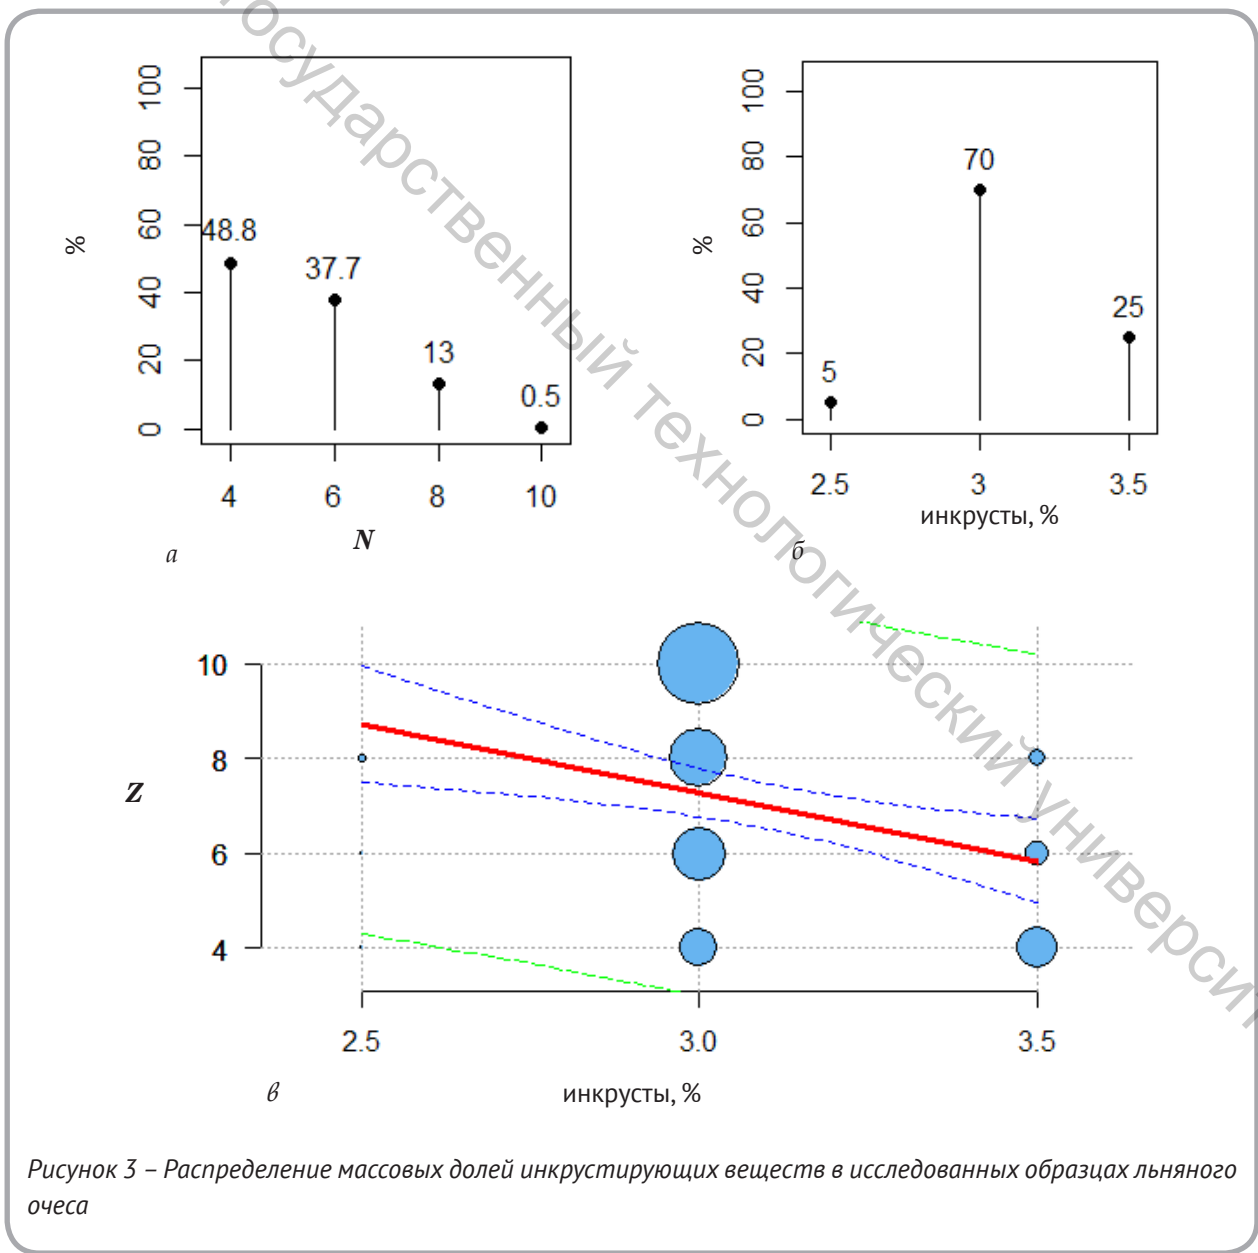 государственный технологический универси
100
80
60
40
20
0
%
48.8
37.7
13
0.5
4 6 8 10
N
а
100
80
60
40
20
0
%
5
70
25
2.5 3 3.5
инкрусты, %
б
10
8
6
4
Z
2.5 3.0 3.5
в
инкрусты, %
Рисунок 3 – Распределение массовых долей инкрустирующих веществ в исследованных образцах льняного
очеса